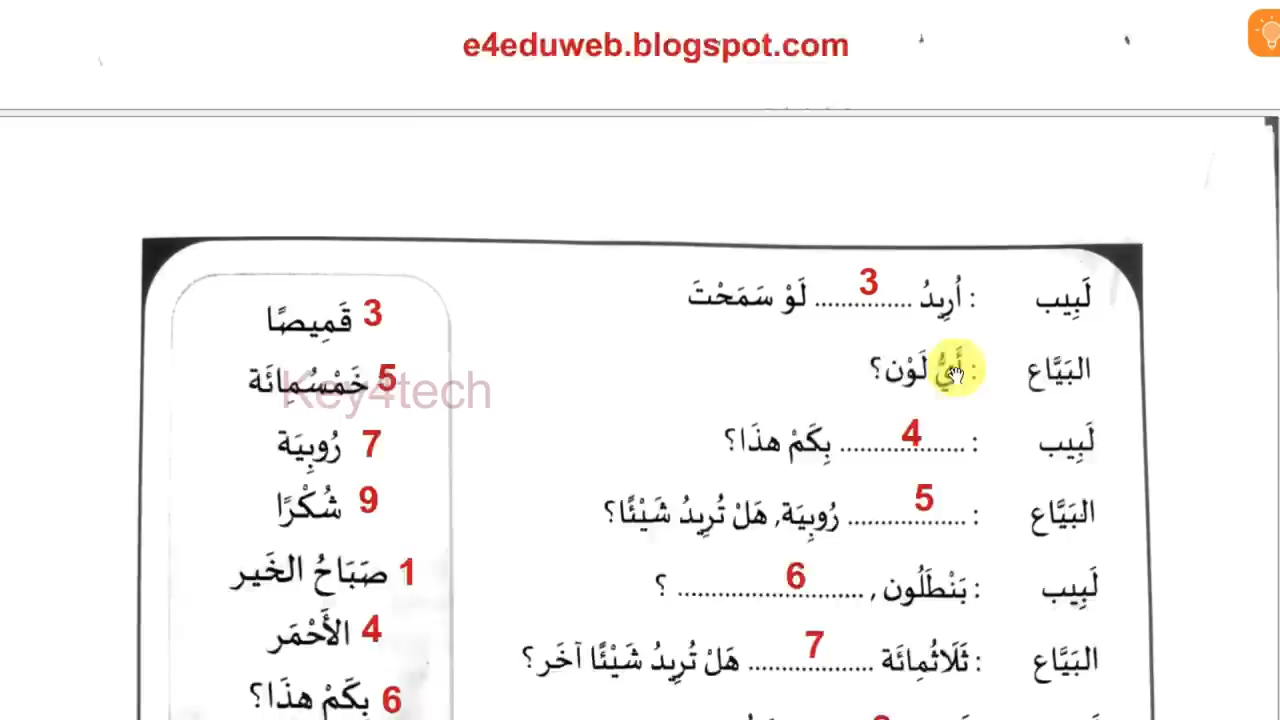 e4eduweb.blogspot.com
لَبِيب : اُرِيدُ ............... 3 لَوْ سَمَحْتَ
البَيَّاع : أَيُّ لَوْن؟
لَبِيب : ............... 4 بِكَمْ هذَا؟
البَيَّاع : ............... 5 رُوبِيَة, هَلْ تُرِيدُ شَيْئًا؟
لَبِيب : بَنْطَلُون , ............... 6 ؟
البَيَّاع : ثَلَاثُمِائَة ............... 7 هَلْ تُرِيدُ شَيْئًا آخَر؟
3 قَمِيصًا
5 خَمْسُمِائَة
Key4tech
7 رُوبِيَة
9 شُكْرًا
1 صَبَاحُ الخَير
4 الأَحْمَر
6 بِكَمْ هذَا؟